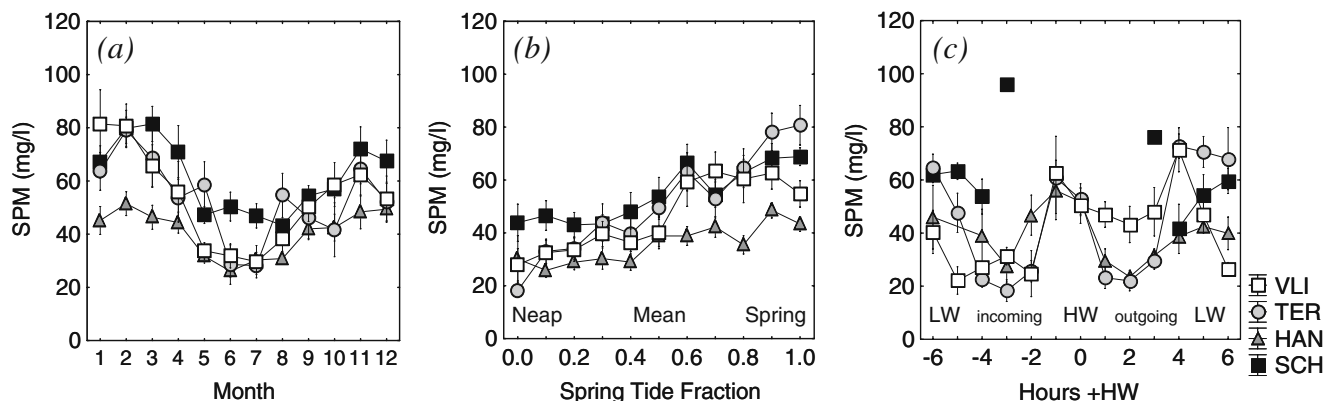 (a)
SPM (mg/l)
120
100
80
60
40
20
0
1 2 3 4 5 6 7 8 9 10 11 12
Month
(b)
SPM (mg/l)
120
100
80
60
40
20
0
Neap Mean Spring
0.0 0.2 0.4 0.6 0.8 1.0
Spring Tide Fraction
(c)
SPM (mg/l)
120
100
80
60
40
20
0
LW incoming HW outgoing LW
-6 -4 -2 0 2 4 6
Hours +HW
VLI
TER
HAN
SCH